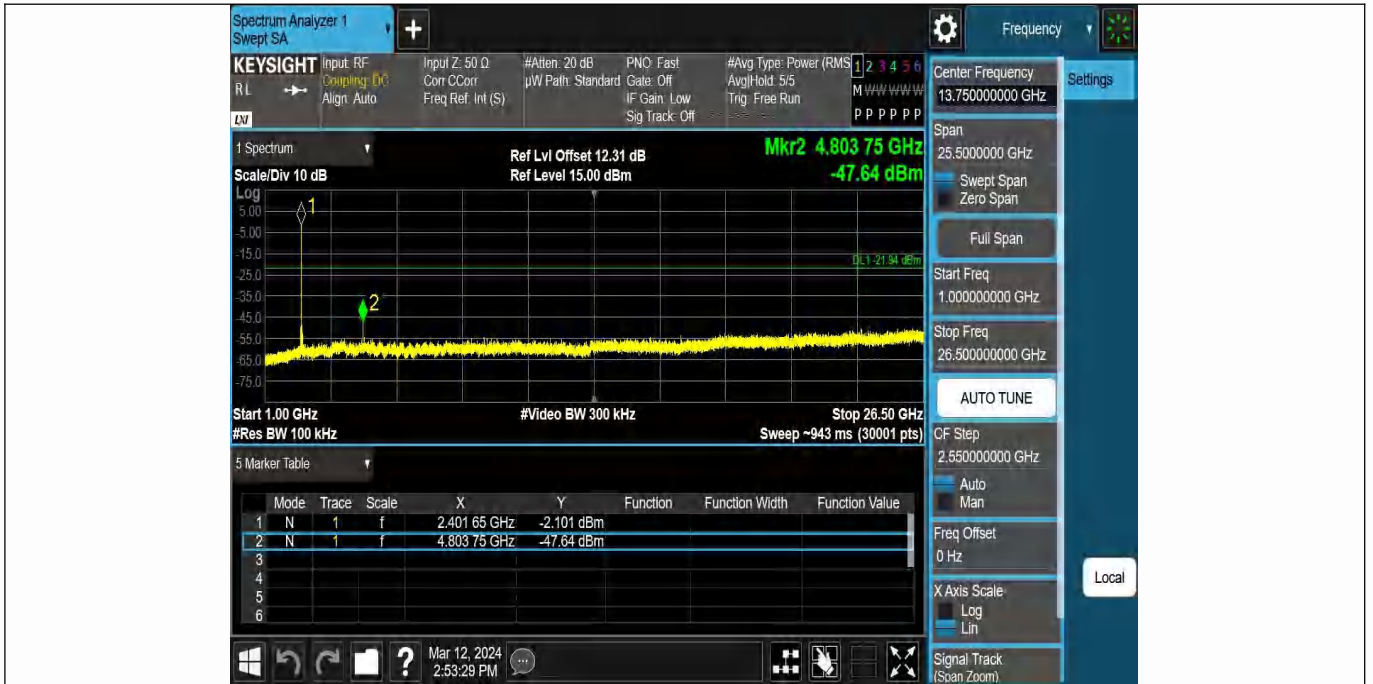 Spectrum Analyzer 1
Swept SA
+
Frequency
KEYSIGHT
RL
LXI
Input: RF
Coupling: DC
Align: Auto
Input Z: 50 Ω
Corr CCorr
Freq Ref: Int (S)
#Atten: 20 dB
µW Path: Standard
PNO: Fast
Gate: Off
IF Gain: Low
Sig Track: Off
#Avg Type: Power (RMS
Avg|Hold: 5/5
Trig: Free Run
1 2 3 4 5 6
M W W W W W
P P P P P P
Center Frequency
13.750000000 GHz
Settings
Span
25.5000000 GHz
Swept Span
Zero Span
Full Span
Start Freq
1.000000000 GHz
Stop Freq
26.500000000 GHz
AUTO TUNE
CF Step
2.550000000 GHz
Auto
Man
Freq Offset
0 Hz
X Axis Scale
Log
Lin
Signal Track
(Span Zoom)
Local
1 Spectrum
Scale/Div 10 dB
Ref Lvl Offset 12.31 dB
Ref Level 15.00 dBm
Mkr2 4.803 75 GHz
-47.64 dBm
Log
5.00
-5.00
-15.0
-25.0
-35.0
-45.0
-55.0
-65.0
-75.0
1
2
DL1 -21.94 dBm
Start 1.00 GHz
#Res BW 100 kHz
#Video BW 300 kHz
Stop 26.50 GHz
Sweep ~943 ms (30001 pts)
5 Marker Table
Mode Trace Scale X Y Function Function Width Function Value
1 N 1 f 2.401 65 GHz -2.101 dBm
2 N 1 f 4.803 75 GHz -47.64 dBm
3
4
5
6
?
Mar 12, 2024
2:53:29 PM